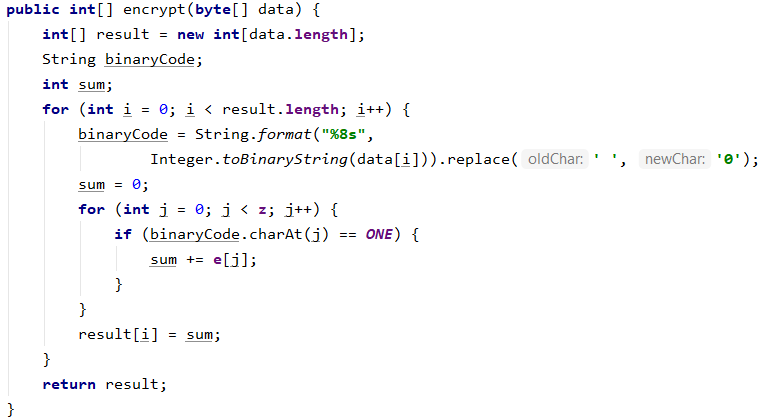 public int[] encrypt(byte[] data) {
    int[] result = new int[data.length];
    String binaryCode;
    int sum;
    for (int i = 0; i < result.length; i++) {
        binaryCode = String.format("%8s",
                Integer.toBinaryString(data[i])).replace( oldChar: ' ', newChar: '0');
        sum = 0;
        for (int j = 0; j < z; j++) {
            if (binaryCode.charAt(j) == ONE) {
                sum += e[j];
            }
        }
        result[i] = sum;
    }
    return result;
}